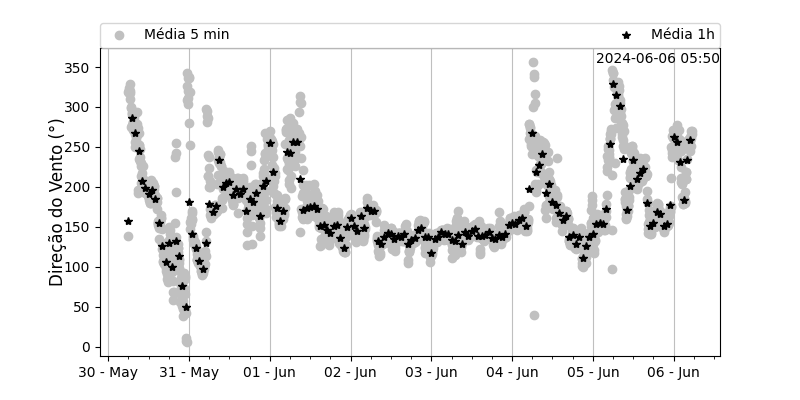 Média 5 min
Média 1h
2024-06-06 05:50
Direção do Vento (°)
350
300
250
200
150
100
50
0
30 - May
31 - May
01 - Jun
02 - Jun
03 - Jun
04 - Jun
05 - Jun
06 - Jun